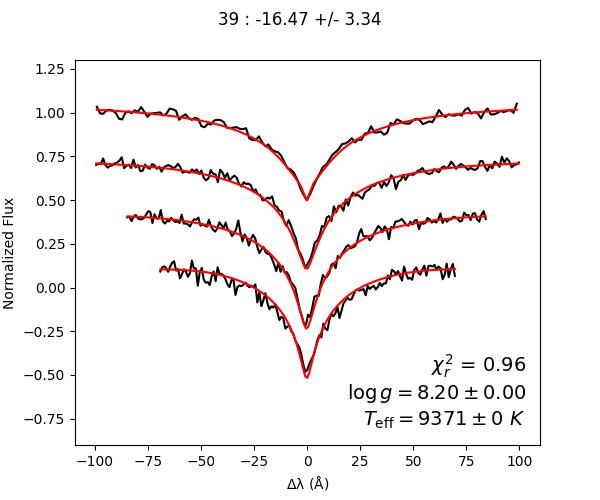 39 : -16.47 +/- 3.34
1.25
1.00
0.75
0.50
0.25
0.00
−0.25
−0.50
−0.75
Normalized Flux
χ²ᵣ = 0.96
log g = 8.20 ± 0.00
T_eff = 9371 ± 0 K
−100 −75 −50 −25 0 25 50 75 100
Δλ (Å)